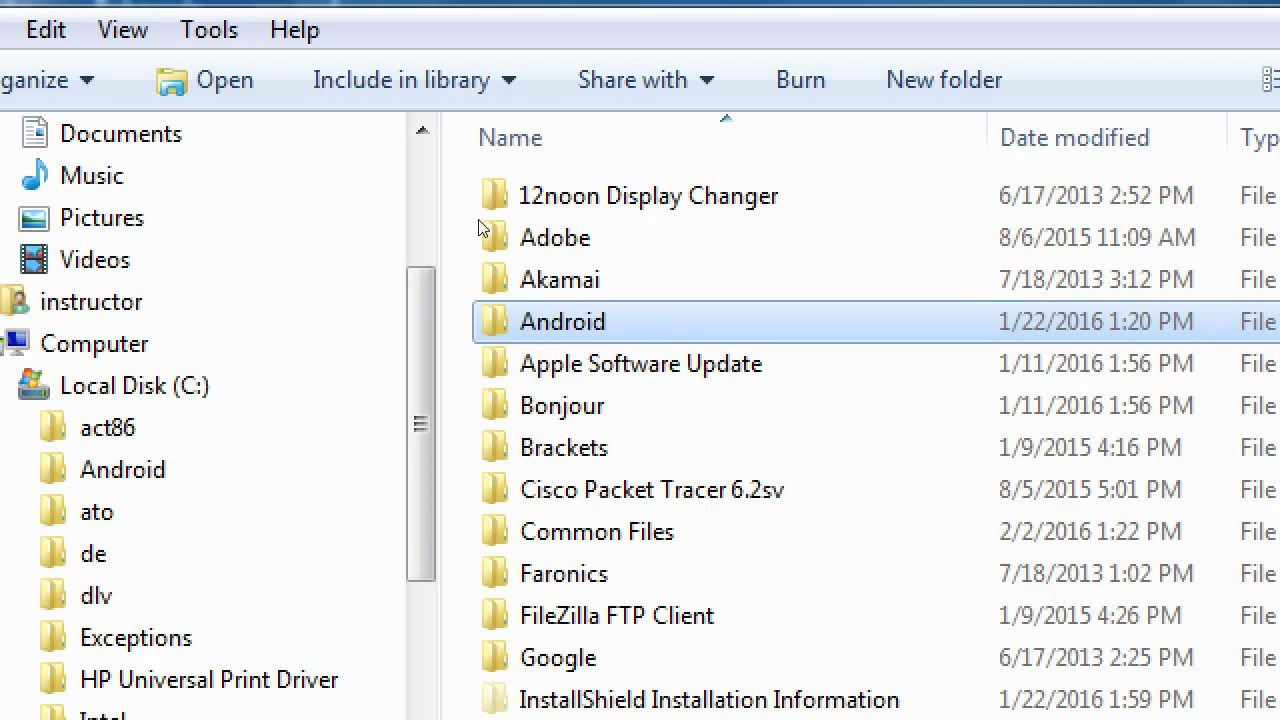 Edit View Tools Help
ganize Open Include in library Share with Burn New folder
Documents
Music
Pictures
Videos
instructor
Computer
Local Disk (C:)
act86
Android
ato
de
dlv
Exceptions
HP Universal Print Driver
Intel
Name Date modified Typ
12noon Display Changer 6/17/2013 2:52 PM File
Adobe 8/6/2015 11:09 AM File
Akamai 7/18/2013 3:12 PM File
Android 1/22/2016 1:20 PM File
Apple Software Update 1/11/2016 1:56 PM File
Bonjour 1/11/2016 1:56 PM File
Brackets 1/9/2015 4:16 PM File
Cisco Packet Tracer 6.2sv 8/5/2015 5:01 PM File
Common Files 2/2/2016 1:22 PM File
Faronics 7/18/2013 1:02 PM File
FileZilla FTP Client 1/9/2015 4:26 PM File
Google 6/17/2013 2:25 PM File
InstallShield Installation Information 1/22/2016 1:59 PM File